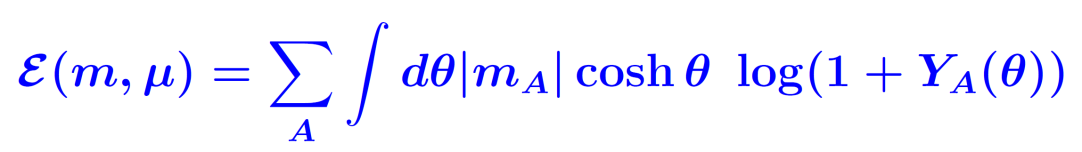 ℰ(m, μ) = ∑_A ∫ dθ|m_A| cosh θ log(1 + Y_A(θ))